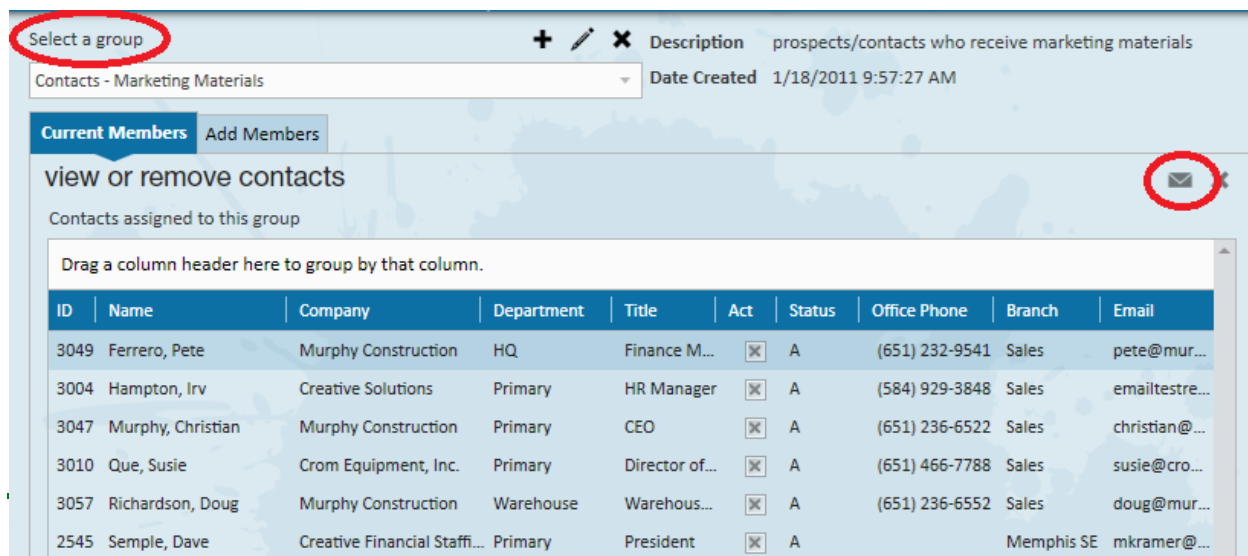 Select a group
Description prospects/contacts who receive marketing materials
Contacts - Marketing Materials
Date Created 1/18/2011 9:57:27 AM
Current Members Add Members
view or remove contacts
Contacts assigned to this group
Drag a column header here to group by that column.
ID Name Company Department Title Act Status Office Phone Branch Email
3049 Ferrero, Pete Murphy Construction HQ Finance M... A (651) 232-9541 Sales pete@mur...
3004 Hampton, Irv Creative Solutions Primary HR Manager A (584) 929-3848 Sales emailtestre...
3047 Murphy, Christian Murphy Construction Primary CEO A (651) 236-6522 Sales christian@...
3010 Que, Susie Crom Equipment, Inc. Primary Director of... A (651) 466-7788 Sales susie@cro...
3057 Richardson, Doug Murphy Construction Warehouse Warehous... A (651) 236-6552 Sales doug@mur...
2545 Semple, Dave Creative Financial Staffi... Primary President A Memphis SE mkramer@...